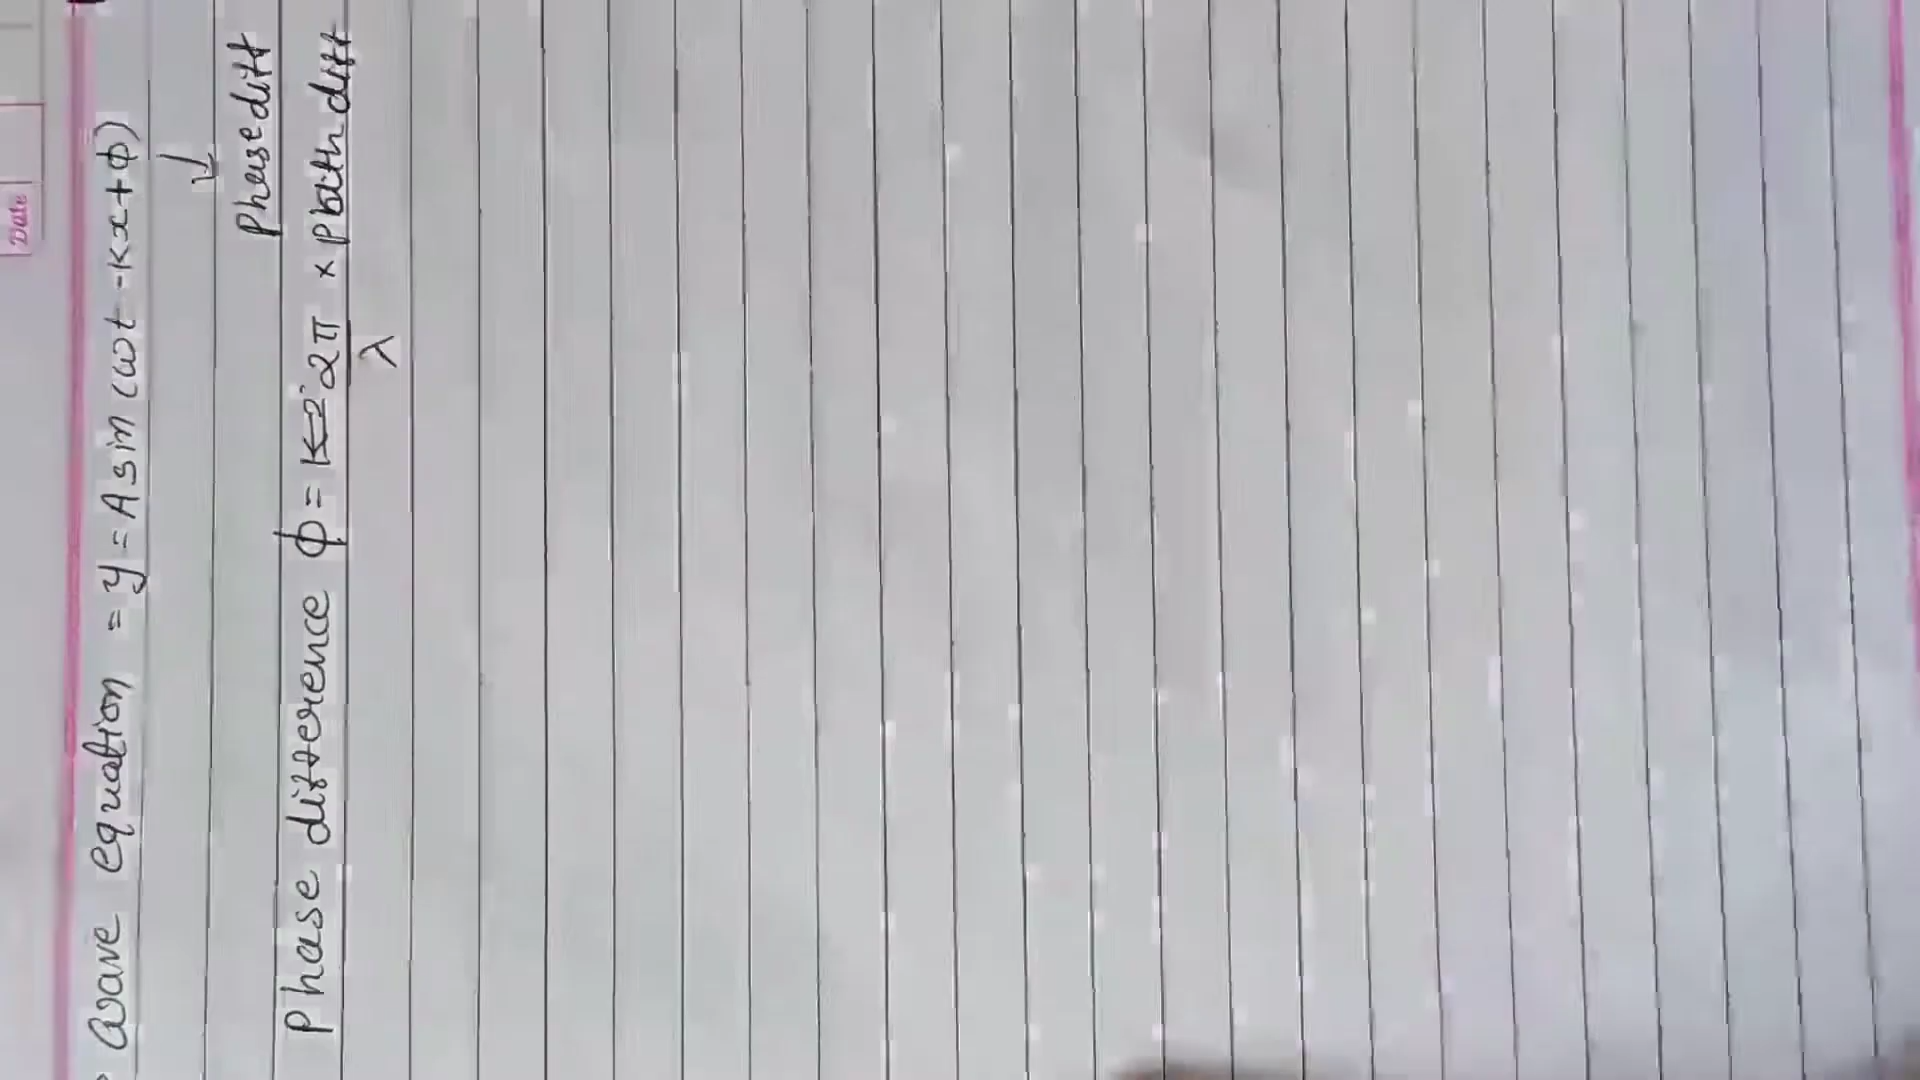 Date
wave equation = y = A sin (ωt - kx + φ)
↓
Phase diff
Phase difference φ = K = 2π/λ × Path diff